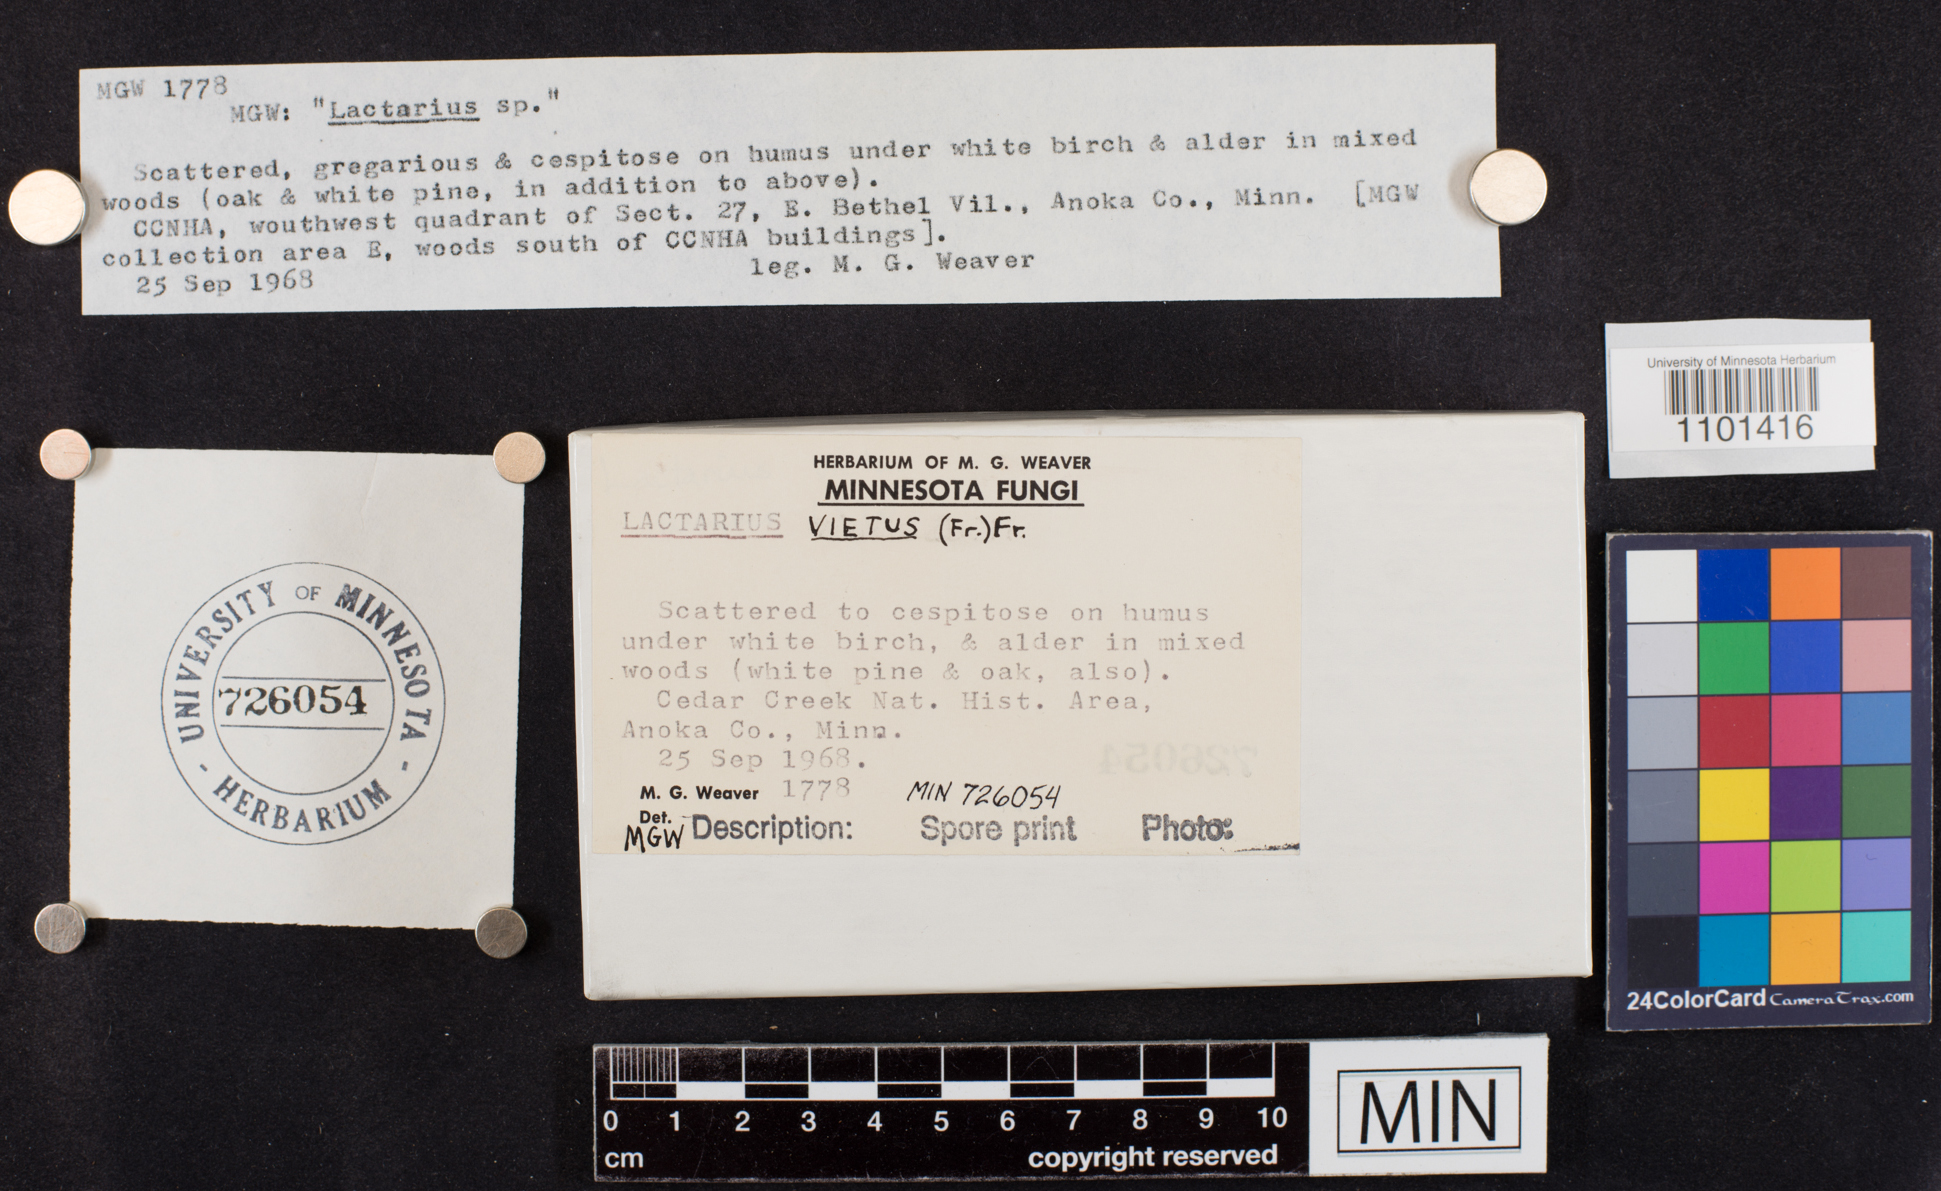 MGW 1778
MGW: "Lactarius sp."
Scattered, gregarious & cespitose on humus under white birch & alder in mixed
woods (oak & white pine, in addition to above).
CCNHA, wouthwest quadrant of Sect. 27, E. Bethel Vil., Anoka Co., Minn. [MGW
collection area E, woods south of CCNHA buildings].
25 Sep 1968 leg. M. G. Weaver
University of Minnesota Herbarium
1101416
UNIVERSITY OF MINNESOTA
726054
- HERBARIUM -
HERBARIUM OF M. G. WEAVER
MINNESOTA FUNGI
LACTARIUS VIETUS (Fr.) Fr.
Scattered to cespitose on humus
under white birch, & alder in mixed
woods (white pine & oak, also).
Cedar Creek Nat. Hist. Area,
Anoka Co., Minn.
25 Sep 1968.
726054
M. G. Weaver 1778 MIN 726054
Det.
MGW Description: Spore print Photo:
24ColorCard CameraTrax.com
0 1 2 3 4 5 6 7 8 9 10
cm copyright reserved
MIN